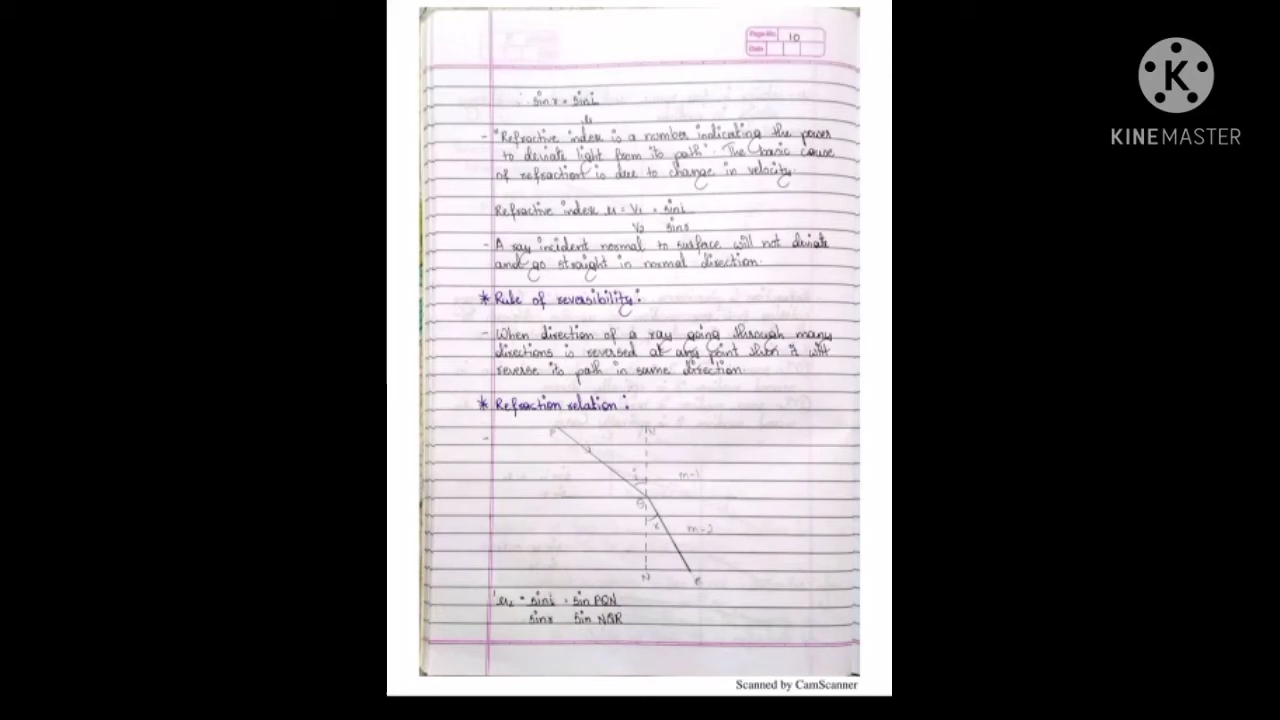 Page No. 10
Date
∴ sin r = sin i
μ
- "Refractive index is a number indicating the power
to deviate light from its path". The basic cause
of refraction is due to change in velocity.
Refractive index μ = V₁ = sin i
V₂ sin r
- A ray incident normal to surface will not deviate
and go straight in normal direction.
* Rule of reversibility:
- When direction of a ray going through many
directions is reversed at any point then it will
reverse its path in same direction.
* Refraction relation:
-
P N
i m=1
Q
r m=2
N R
¹μ₂ = sin i = sin PQN
sin r sin NQR
Scanned by CamScanner
K
KINEMASTER